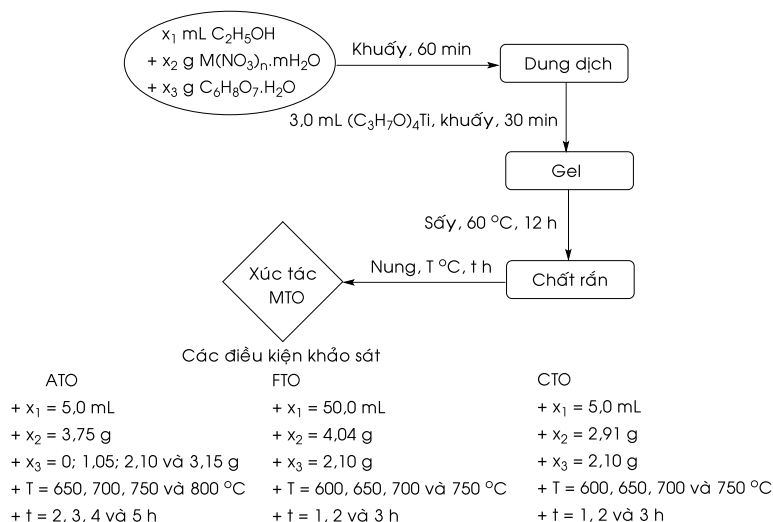 x₁ mL C₂H₅OH
+ x₂ g M(NO₃)ₙ.mH₂O
+ x₃ g C₆H₈O₇.H₂O
Khuấy, 60 min
Dung dịch
3,0 mL (C₃H₇O)₄Ti, khuấy, 30 min
Gel
Sấy, 60 °C, 12 h
Chất rắn
Nung, T °C, t h
Xúc tác
MTO
Các điều kiện khảo sát
ATO
+ x₁ = 5,0 mL
+ x₂ = 3,75 g
+ x₃ = 0; 1,05; 2,10 và 3,15 g
+ T = 650, 700, 750 và 800 °C
+ t = 2, 3, 4 và 5 h
FTO
+ x₁ = 50,0 mL
+ x₂ = 4,04 g
+ x₃ = 2,10 g
+ T = 600, 650, 700 và 750 °C
+ t = 1, 2 và 3 h
CTO
+ x₁ = 5,0 mL
+ x₂ = 2,91 g
+ x₃ = 2,10 g
+ T = 600, 650, 700 và 750 °C
+ t = 1, 2 và 3 h